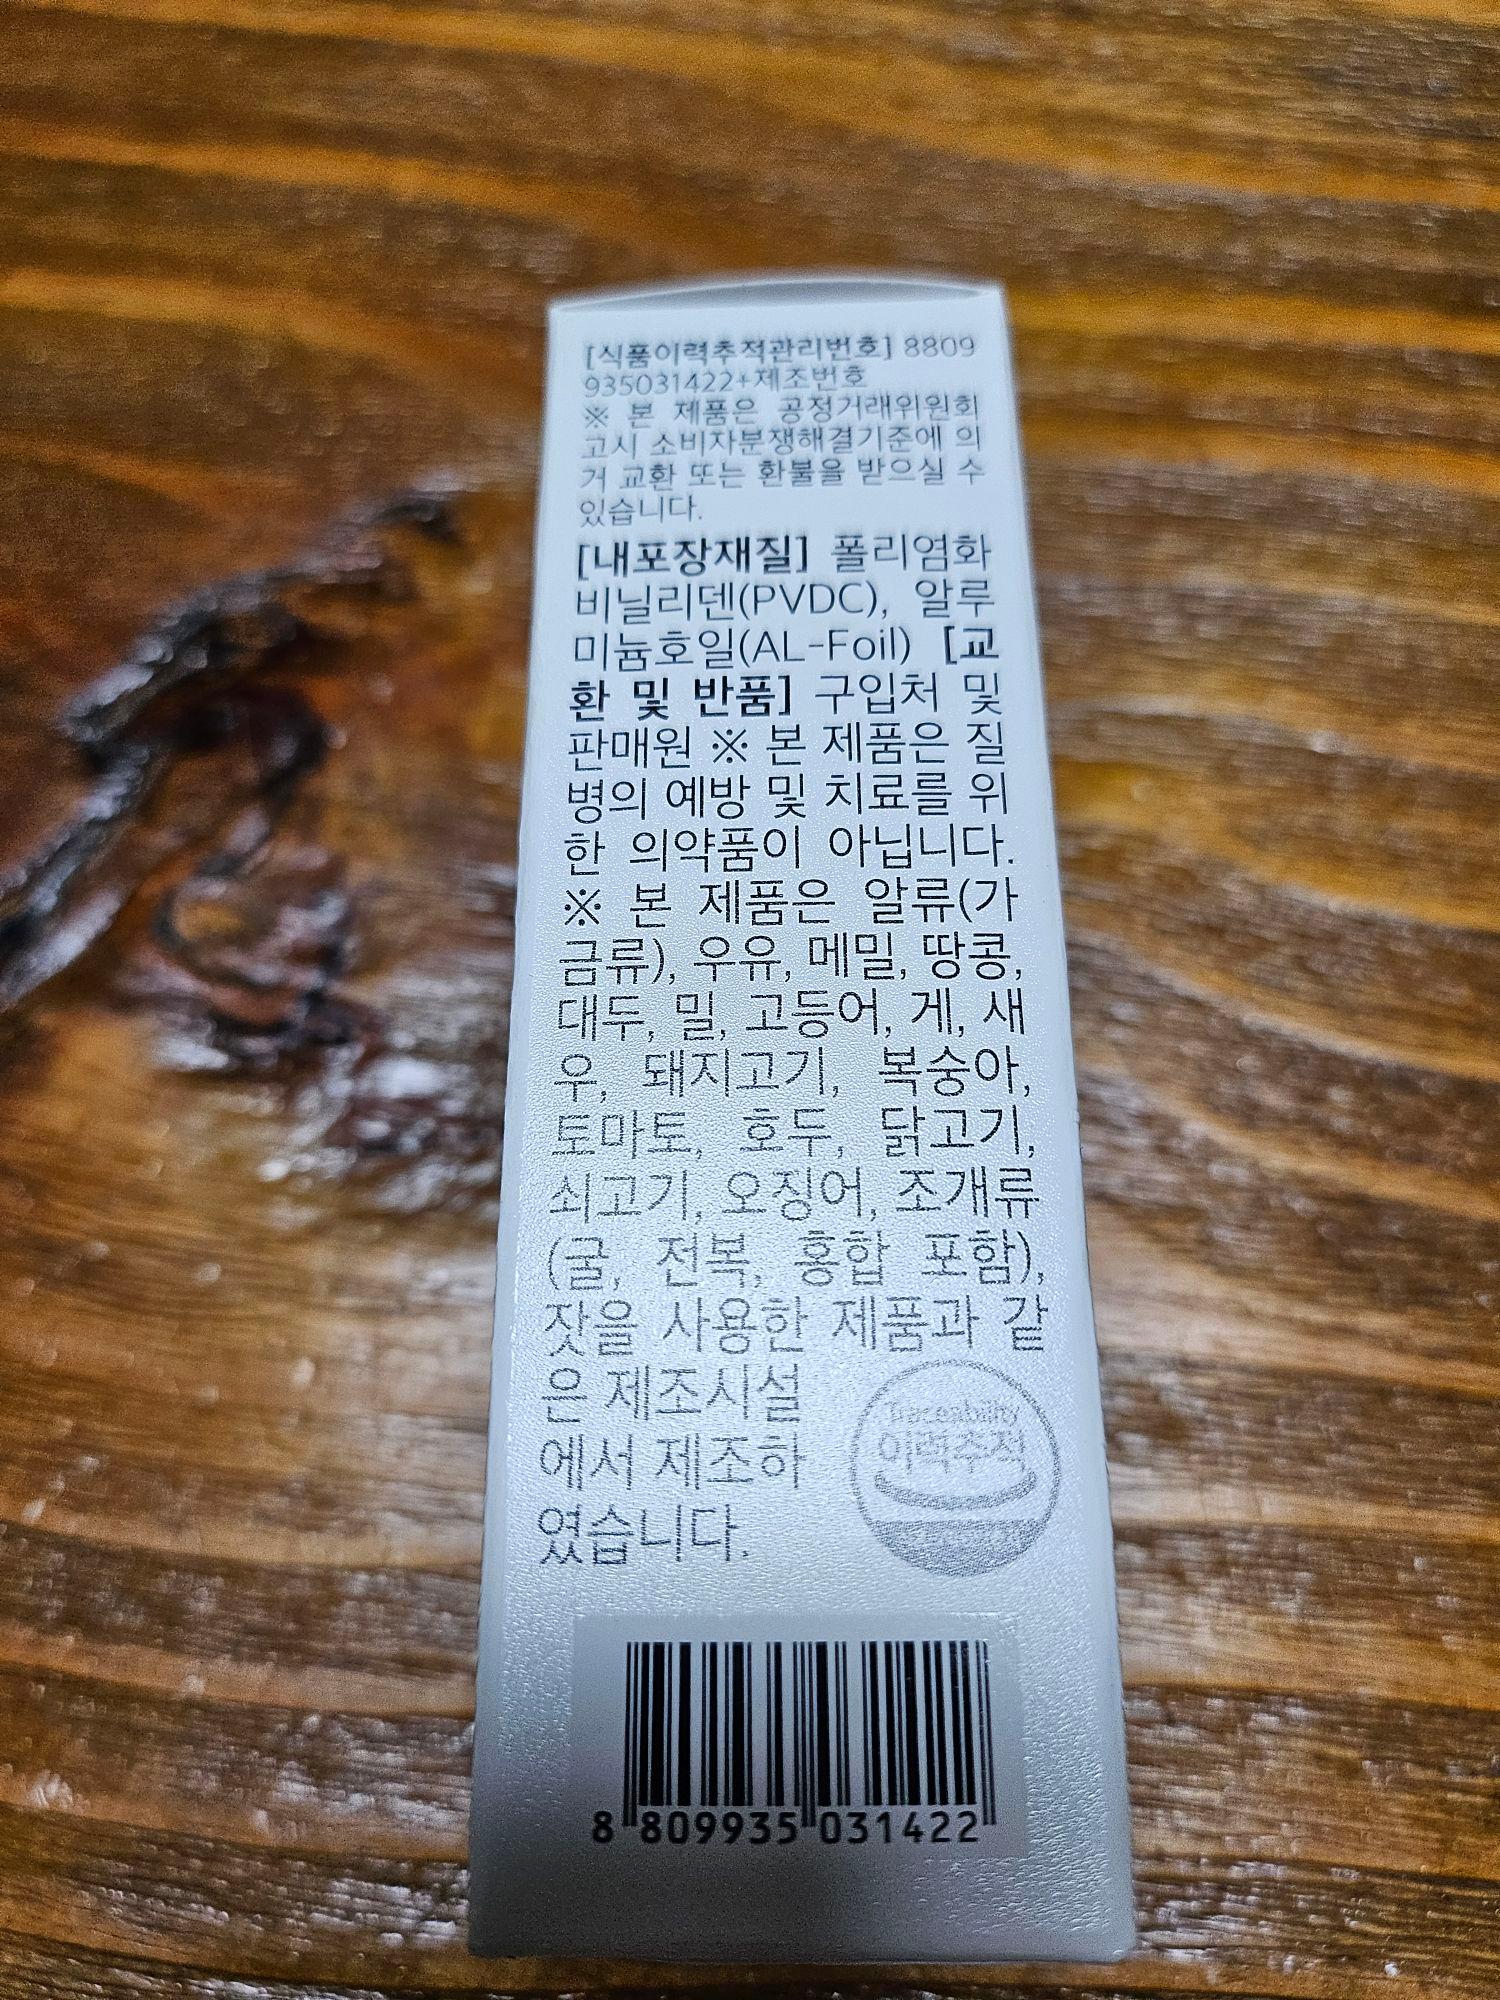 [식품이력추적관리번호] 8809
935031422+제조번호
※ 본 제품은 공정거래위원회
고시 소비자분쟁해결기준에 의
거 교환 또는 환불을 받으실 수
있습니다.
[내포장재질] 폴리염화
비닐리덴(PVDC), 알루
미늄호일(AL-Foil) [교
환 및 반품] 구입처 및
판매원 ※ 본 제품은 질
병의 예방 및 치료를 위
한 의약품이 아닙니다.
※ 본 제품은 알류(가
금류), 우유, 메밀, 땅콩,
대두, 밀, 고등어, 게, 새
우, 돼지고기, 복숭아,
토마토, 호두, 닭고기,
쇠고기, 오징어, 조개류
(굴, 전복, 홍합 포함),
잣을 사용한 제품과 같
은 제조시설
에서 제조하
였습니다.
Traceability
이력추적
8 809935 031422